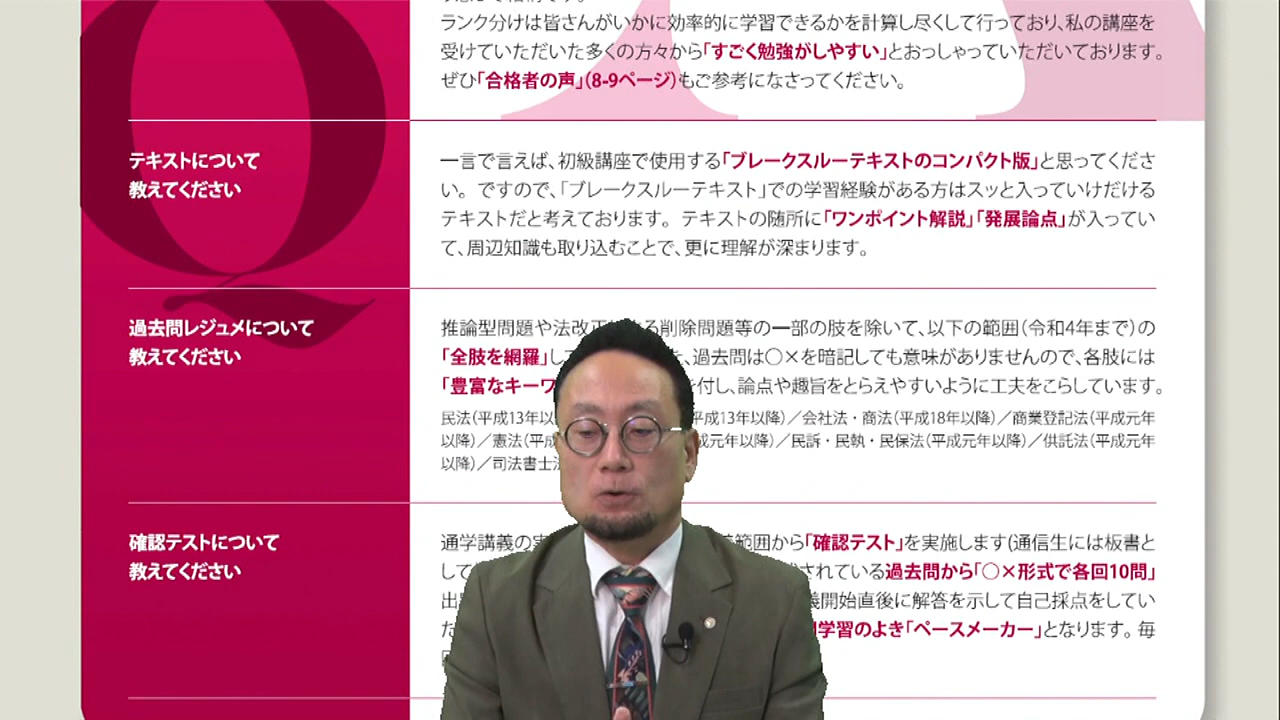 ランク分けは皆さんがいかに効率的に学習できるかを計算し尽くして行っており、私の講座を
受けていただいた多くの方々から「すごく勉強がしやすい」とおっしゃっていただいております。
ぜひ「合格者の声」(8-9ページ)もご参考になさってください。
テキストについて
教えてください
一言で言えば、初級講座で使用する「ブレークスルーテキストのコンパクト版」と思ってくださ
い。ですので、「ブレークスルーテキスト」での学習経験がある方はスッと入っていけだける
テキストだと考えております。テキストの随所に「ワンポイント解説」「発展論点」が入ってい
て、周辺知識も取り込むことで、更に理解が深まります。
過去問レジュメについて
教えてください
推論型問題や法改正 る削除問題等の一部の肢を除いて、以下の範囲(令和4年まで)の
「全肢を網羅」し 、過去問は○×を暗記しても意味がありませんので、各肢には
「豊富なキーワ を付し、論点や趣旨をとらえやすいように工夫をこらしています。
民法(平成13年以 平成13年以降)/会社法・商法(平成18年以降)/商業登記法(平成元年
以降)/憲法(平成 成元年以降)/民訴・民執・民保法(平成元年以降)/供託法(平成元年
以降)/司法書士法
確認テストについて
教えてください
通学講義の実 義範囲から「確認テスト」を実施します(通信生には板書と
して されている過去問から「○×形式で各回10問」
出 義開始直後に解答を示して自己採点をしてい
た 学習のよき「ペースメーカー」となります。毎